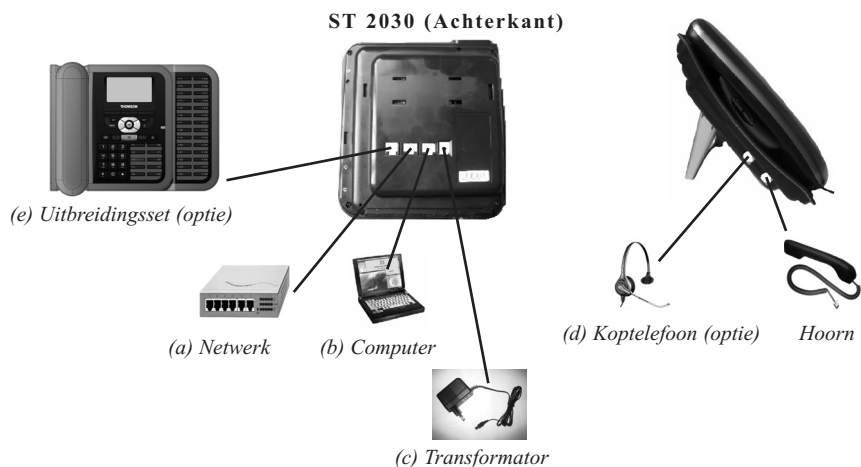 ST 2030 (Achterkant)
THOMSON
(e) Uitbreidingsset (optie)
(a) Netwerk
(b) Computer
(d) Koptelefoon (optie)
Hoorn
(c) Transformator